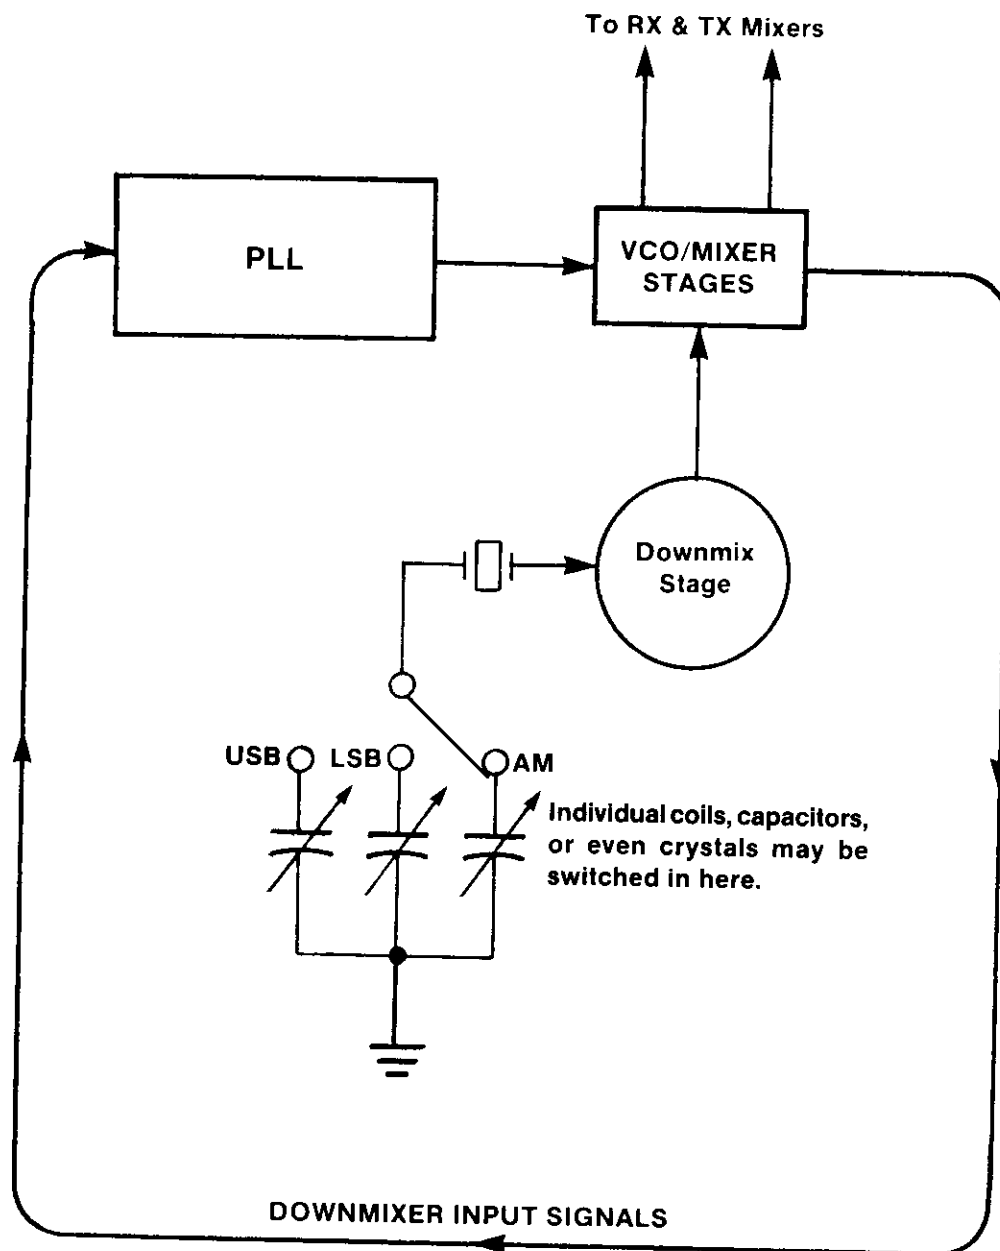 To RX & TX Mixers
PLL
VCO/MIXER
STAGES
Downmix
Stage
USB
LSB
AM
Individual coils, capacitors,
or even crystals may be
switched in here.
DOWNMIXER INPUT SIGNALS